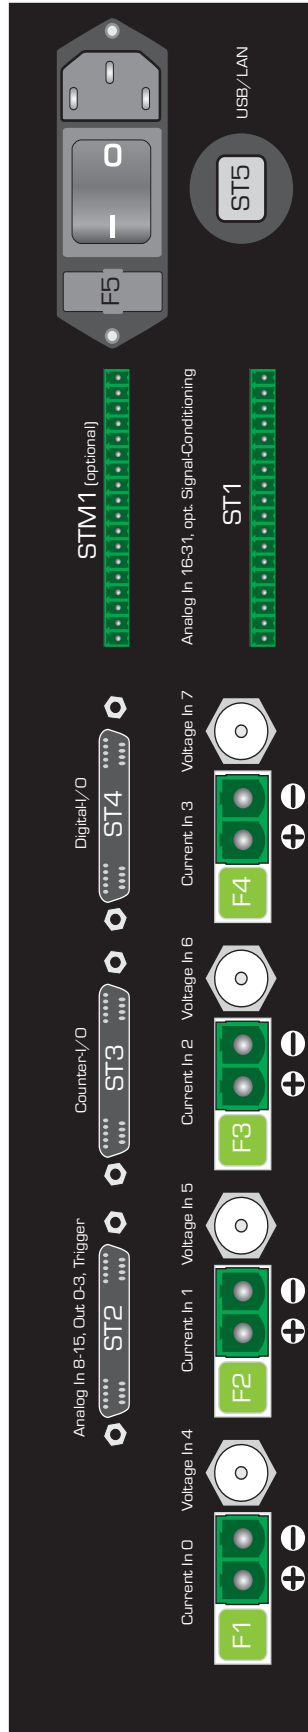 Analog In 8-15, Out 0-3, Trigger
ST2
Counter-I/O
ST3
Digital-I/O
ST4
STM1 (optional)
F5
I
O
Current In 0
Voltage In 4
F1
+
−
Current In 1
Voltage In 5
F2
+
−
Current In 2
Voltage In 6
F3
+
−
Current In 3
Voltage In 7
F4
+
−
Analog In 16-31, opt. Signal-Conditioning
ST1
ST5
USB/LAN